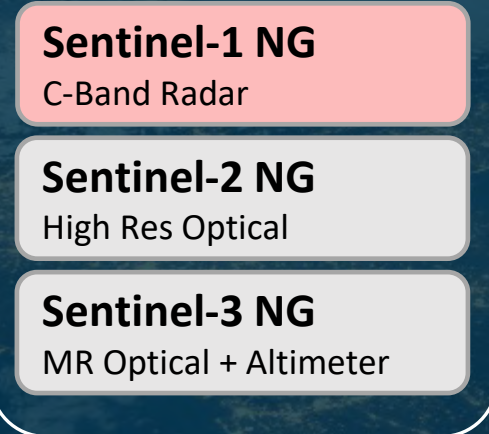 Sentinel-1 NG
C-Band Radar
Sentinel-2 NG
High Res Optical
Sentinel-3 NG
MR Optical + Altimeter